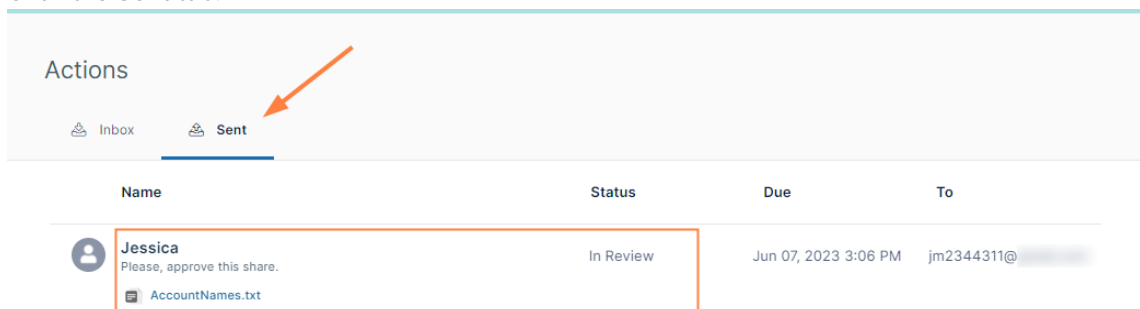 Actions
Inbox Sent
Name Status Due To
Jessica In Review Jun 07, 2023 3:06 PM jm2344311@
Please, approve this share.
AccountNames.txt